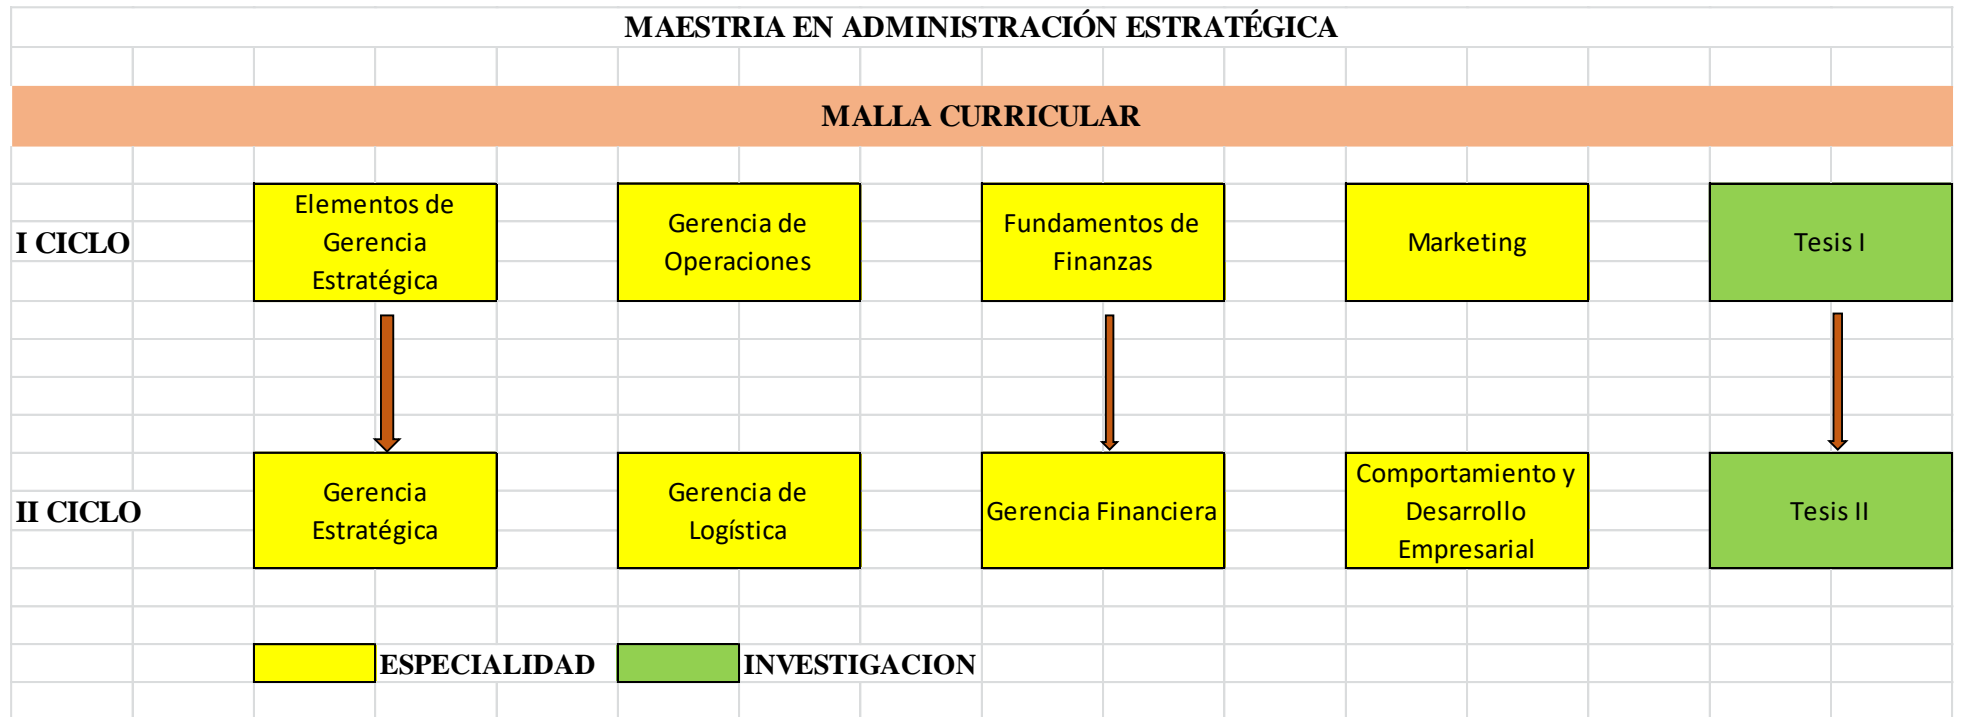 MAESTRIA EN ADMINISTRACIÓN ESTRATÉGICA
MALLA CURRICULAR
I CICLO
Elementos de
Gerencia
Estratégica
Gerencia de
Operaciones
Fundamentos de
Finanzas
Marketing
Tesis I
II CICLO
Gerencia
Estratégica
Gerencia de
Logística
Gerencia Financiera
Comportamiento y
Desarrollo
Empresarial
Tesis II
ESPECIALIDAD
INVESTIGACION